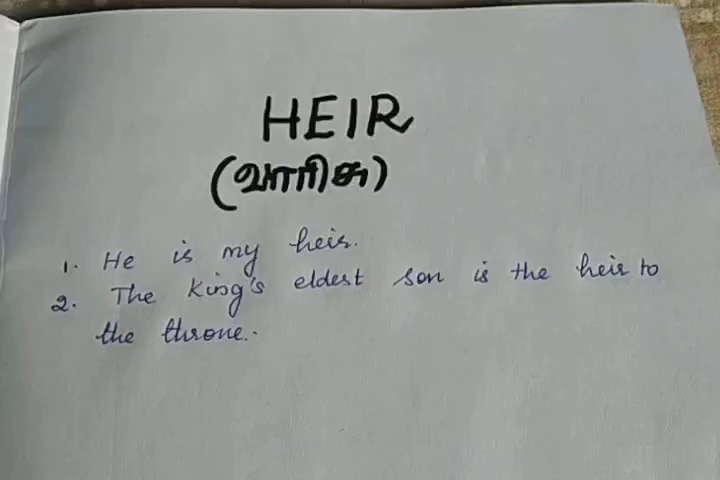 HEIR
(வாரிசு)
1. He is my heir.
2. The King's eldest son is the heir to
the throne.